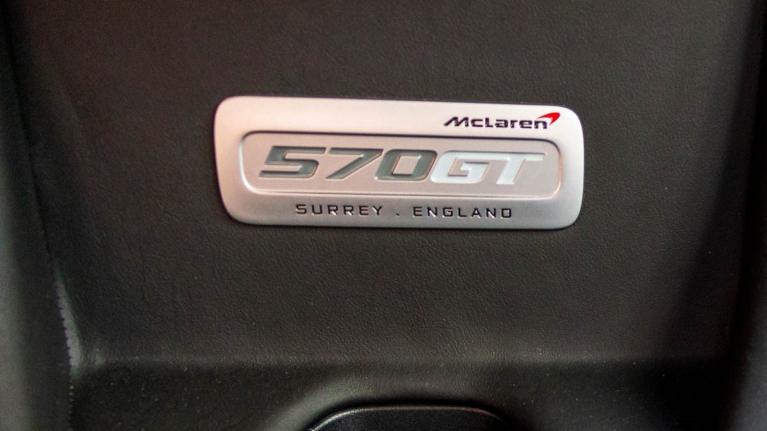 McLaren
570GT
SURREY . ENGLAND